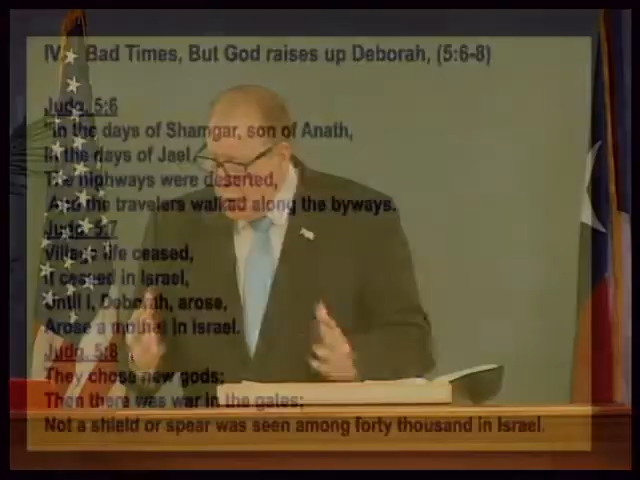 IV. Bad Times, But God raises up Deborah, (5:6-8)
Judg. 5:6
"In the days of Shamgar, son of Anath,
In the days of Jael,
The highways were deserted,
And the travelers walked along the byways.
Judg. 5:7
Village life ceased,
it ceased in Israel,
Until I, Deborah, arose,
Arose a mother in Israel.
Judg. 5:8
They chose new gods;
Then there was war in the gates;
Not a shield or spear was seen among forty thousand in Israel.